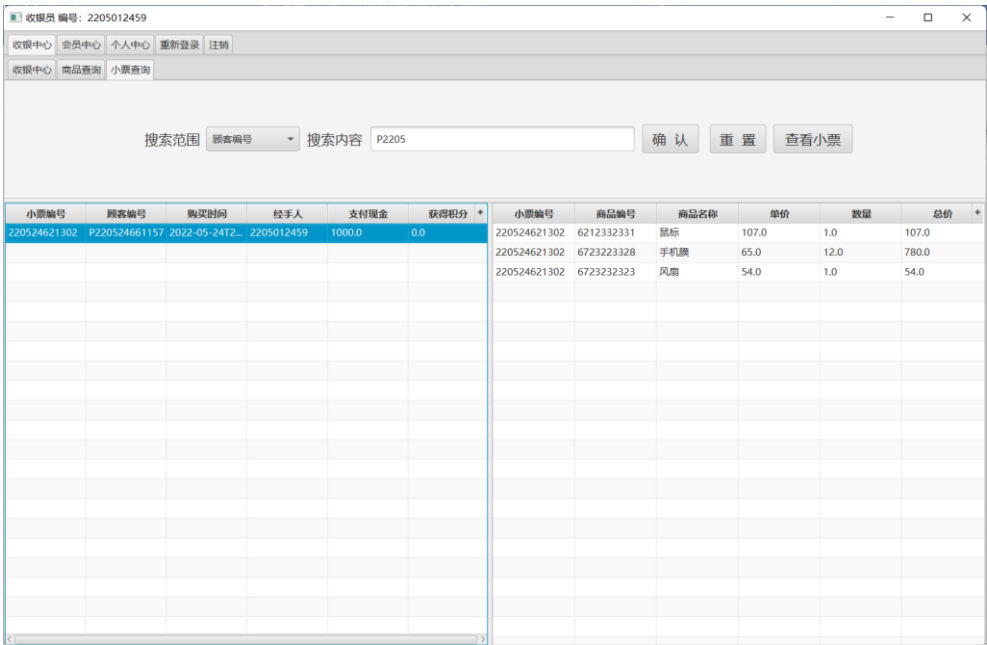 收银员 编号：2205012459
收银中心 会员中心 个人中心 重新登录 注销
收银中心 商品查询 小票查询
搜索范围 顾客编号 搜索内容 P2205 确 认 重 置 查看小票
小票编号 顾客编号 购买时间 经手人 支付现金 获得积分 + 小票编号 商品编号 商品名称 单价 数量 总价 +
220524621302 P220524661157 2022-05-24T2... 2205012459 1000.0 0.0 220524621302 6212332331 鼠标 107.0 1.0 107.0
220524621302 6723223328 手机膜 65.0 12.0 780.0
220524621302 6723232323 风扇 54.0 1.0 54.0